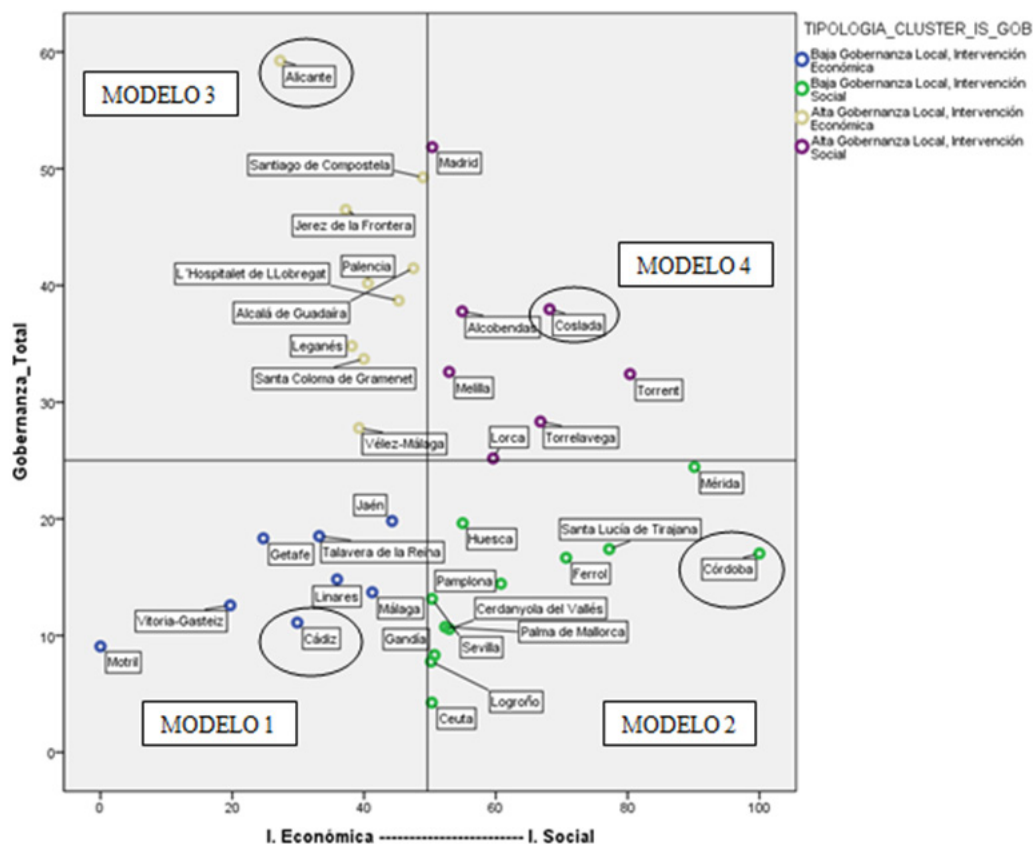 TIPOLOGIA_CLUSTER_IS_GOB
Baja Gobernanza Local, Intervención
Económica
Baja Gobernanza Local, Intervención
Social
Alta Gobernanza Local, Intervención
Económica
Alta Gobernanza Local, Intervención
Social
Gobernanza_Total
60
50
40
30
20
10
0
MODELO 3
Alicante
Santiago de Compostela
Madrid
Jerez de la Frontera
L´Hospitalet de LLobregat
Palencia
Alcalá de Guadaíra
MODELO 4
Alcobendas
Coslada
Leganés
Santa Coloma de Gramenet
Melilla
Torrent
Vélez-Málaga
Lorca
Torrelavega
Jaén
Mérida
Getafe
Talavera de la Reina
Huesca
Santa Lucía de Tirajana
Ferrol
Córdoba
Linares
Málaga
Pamplona
Vitoria-Gasteiz
Cádiz
Gandía
Cerdanyola del Vallés
Palma de Mallorca
Sevilla
Motril
Logroño
Ceuta
MODELO 1
MODELO 2
0
20
40
60
80
100
I. Económica ----------------------- I. Social